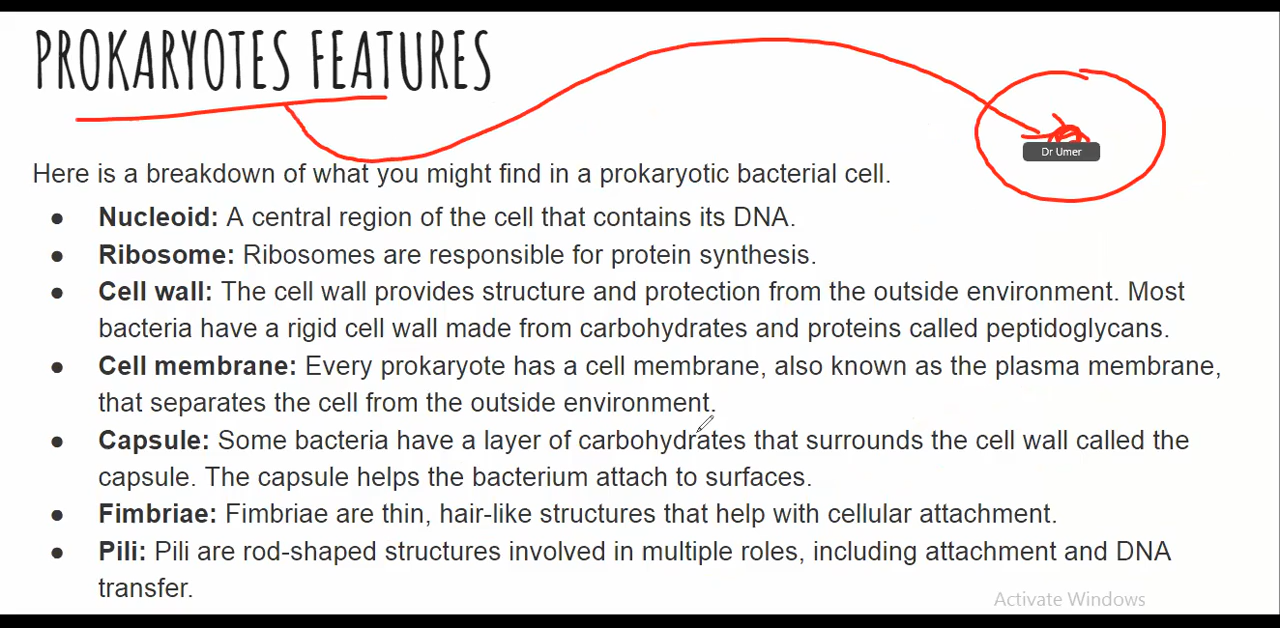 PROKARYOTES FEATURES
Dr Umer
Here is a breakdown of what you might find in a prokaryotic bacterial cell.
● Nucleoid: A central region of the cell that contains its DNA.
● Ribosome: Ribosomes are responsible for protein synthesis.
● Cell wall: The cell wall provides structure and protection from the outside environment. Most
bacteria have a rigid cell wall made from carbohydrates and proteins called peptidoglycans.
● Cell membrane: Every prokaryote has a cell membrane, also known as the plasma membrane,
that separates the cell from the outside environment.
● Capsule: Some bacteria have a layer of carbohydrates that surrounds the cell wall called the
capsule. The capsule helps the bacterium attach to surfaces.
● Fimbriae: Fimbriae are thin, hair-like structures that help with cellular attachment.
● Pili: Pili are rod-shaped structures involved in multiple roles, including attachment and DNA
transfer.
Activate Windows